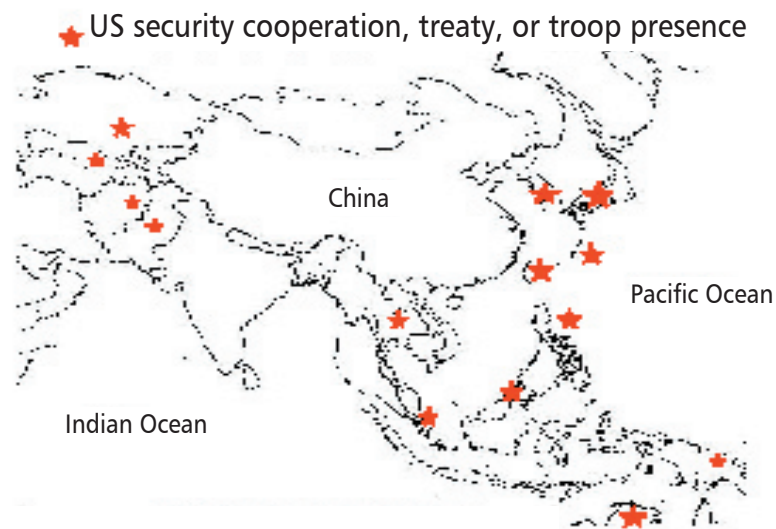 US security cooperation, treaty, or troop presence
China
Pacific Ocean
Indian Ocean